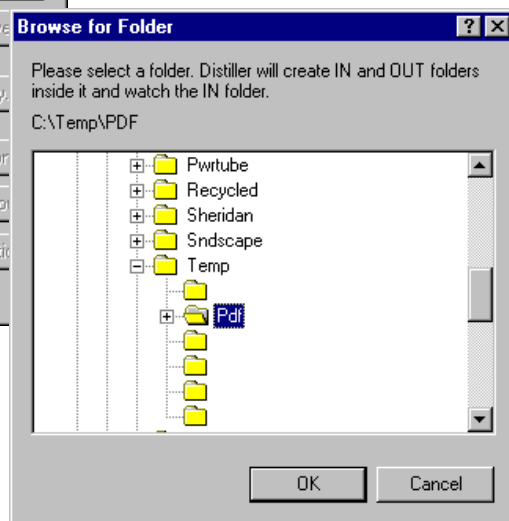 Browse for Folder
Please select a folder. Distiller will create IN and OUT folders
inside it and watch the IN folder.
C:\Temp\PDF
Pwrtube
Recycled
Sheridan
Sndscape
Temp
Pdf
OK
Cancel